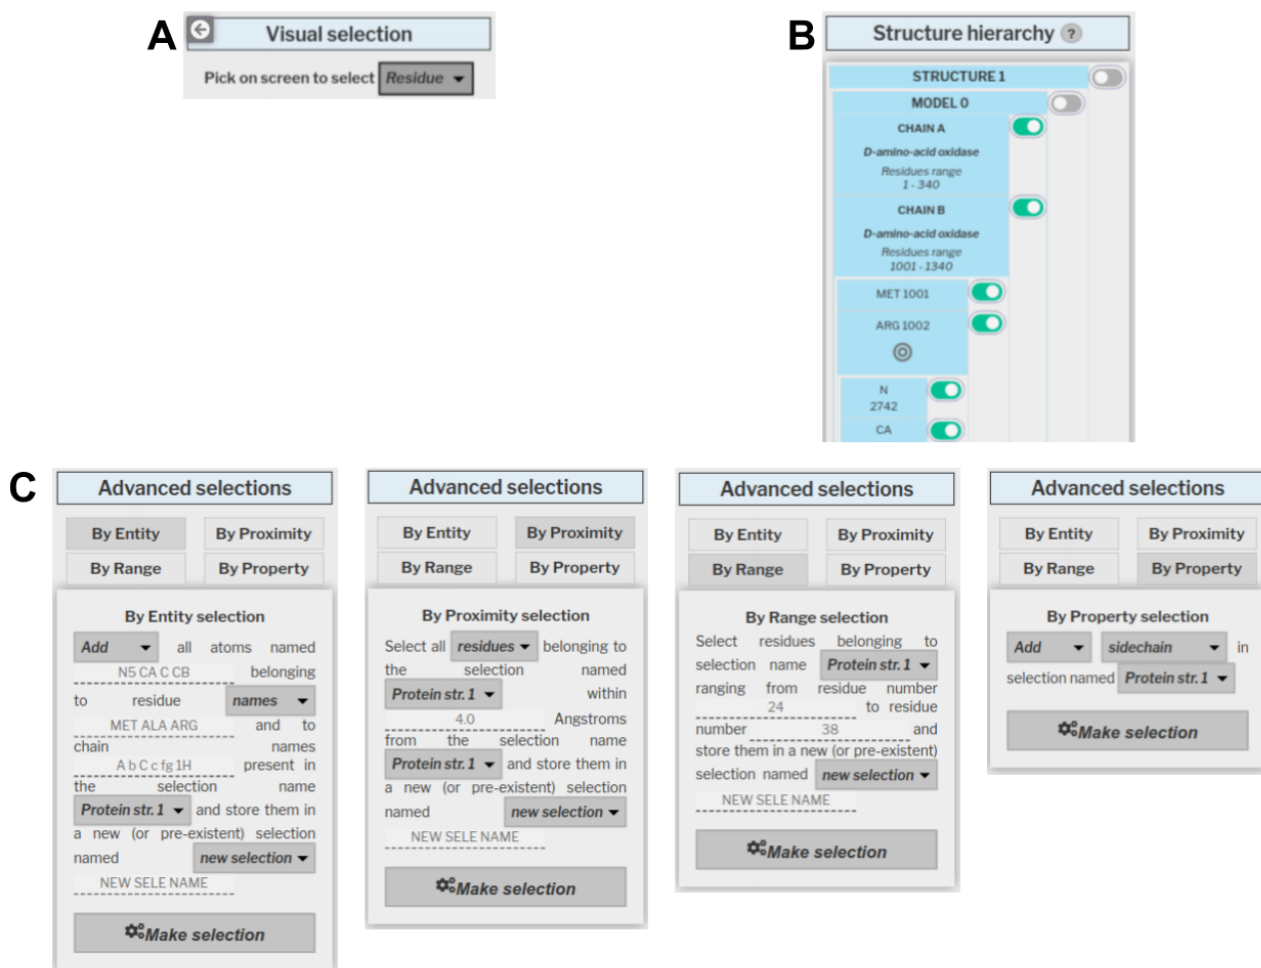 A
Visual selection
Pick on screen to select Residue
B
Structure hierarchy ?
STRUCTURE 1
MODEL 0
CHAIN A
D-amino-acid oxidase
Residues range
1 - 340
CHAIN B
D-amino-acid oxidase
Residues range
1001 - 1340
MET 1001
ARG 1002
N
2742
CA
C
Advanced selections
By Entity By Proximity
By Range By Property
By Entity selection
Add all atoms named
N5 CA C CB belonging
to residue names
MET ALA ARG and to
chain names
A b C c fg 1H present in
the selection name
Protein str. 1 and store them in
a new (or pre-existent) selection
named new selection
NEW SELE NAME
Make selection
Advanced selections
By Entity By Proximity
By Range By Property
By Proximity selection
Select all residues belonging to
the selection named
Protein str. 1 within
4.0 Angstroms
from the selection name
Protein str. 1 and store them in
a new (or pre-existent) selection
named new selection
NEW SELE NAME
Make selection
Advanced selections
By Entity By Proximity
By Range By Property
By Range selection
Select residues belonging to
selection name Protein str. 1
ranging from residue number
24 to residue
number 38 and
store them in a new (or pre-existent)
selection named new selection
NEW SELE NAME
Make selection
Advanced selections
By Entity By Proximity
By Range By Property
By Property selection
Add sidechain in
selection named Protein str. 1
Make selection